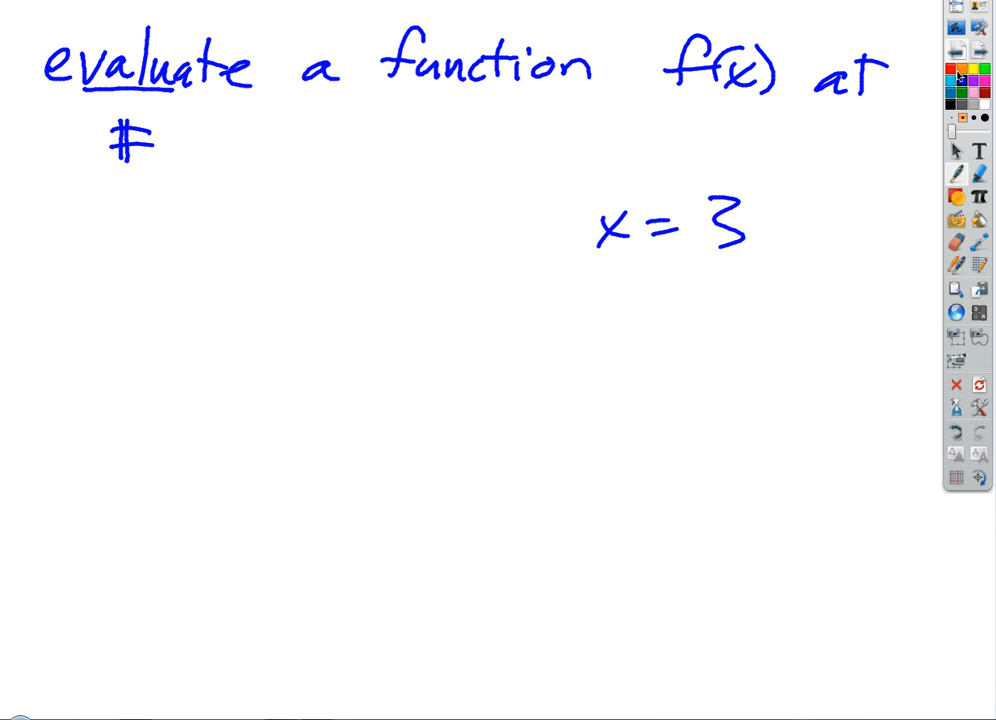 evaluate a function f(x) at
#
x = 3